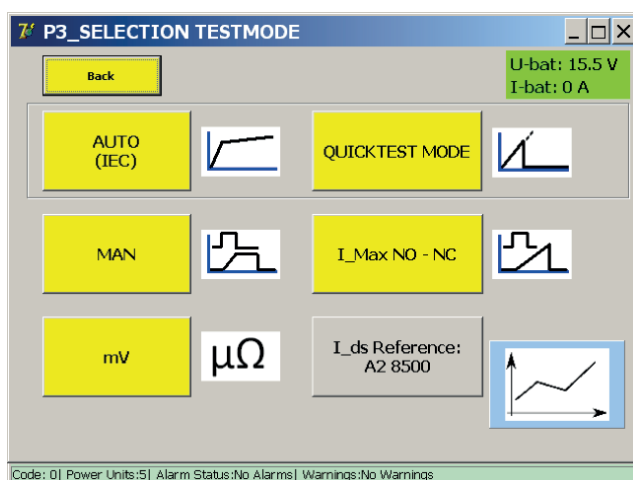 P3_SELECTION TESTMODE
Back
U-bat: 15.5 V
I-bat: 0 A
AUTO
(IEC)
QUICKTEST MODE
MAN
I_Max NO - NC
mV
μΩ
I_ds Reference:
A2 8500
Code: 0| Power Units:5| Alarm Status:No Alarms| Warnings:No Warnings